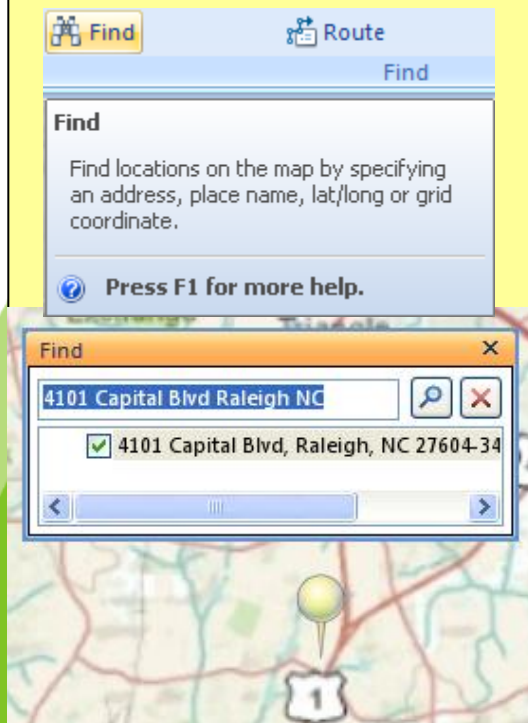 Find
Route
Find
Find
Find locations on the map by specifying
an address, place name, lat/long or grid
coordinate.
Press F1 for more help.
Triangle
Find
4101 Capital Blvd Raleigh NC
4101 Capital Blvd, Raleigh, NC 27604-34
1